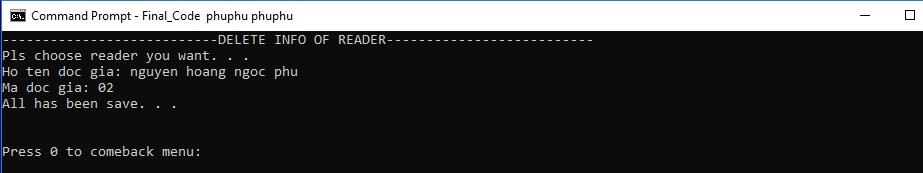 Command Prompt - Final_Code  phuphu phuphu
---------------------------DELETE INFO OF READER--------------------------
Pls choose reader you want. . .
Ho ten doc gia: nguyen hoang ngoc phu
Ma doc gia: 02
All has been save. . .
Press 0 to comeback menu: